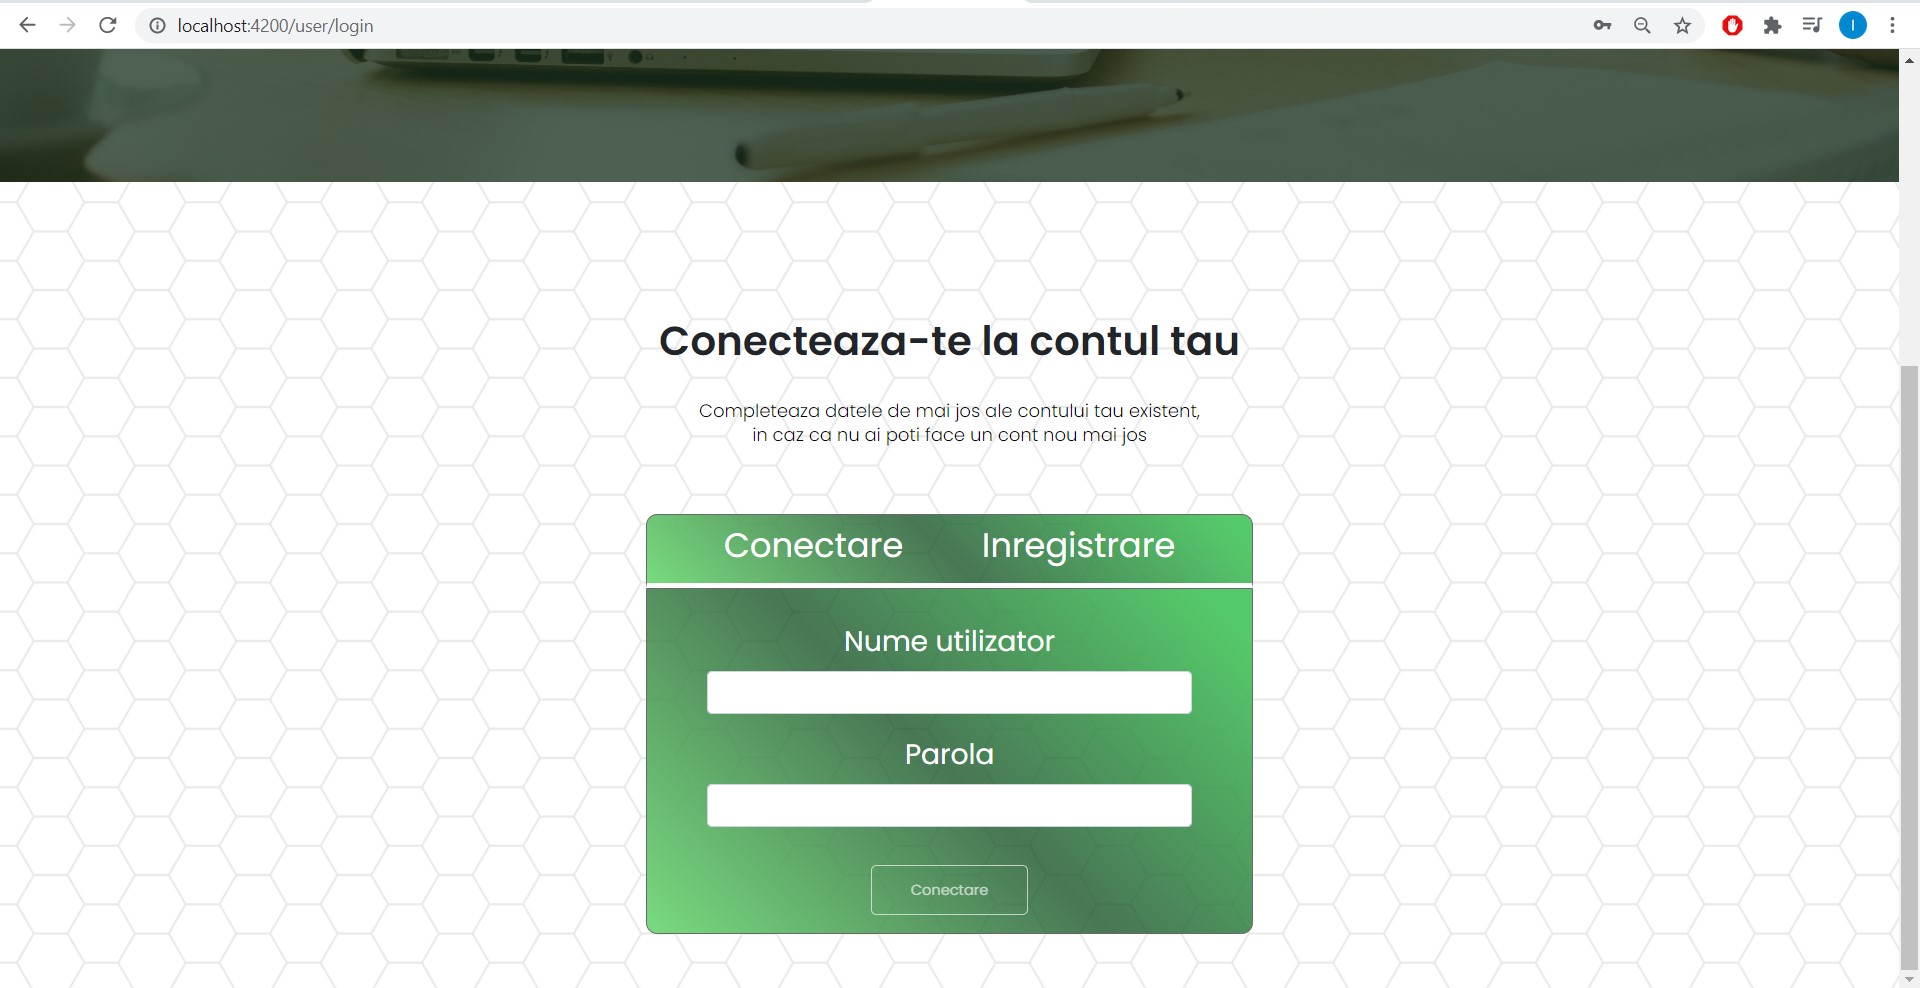 localhost:4200/user/login
I
Conecteaza-te la contul tau
Completeaza datele de mai jos ale contului tau existent,
in caz ca nu ai poti face un cont nou mai jos
Conectare Inregistrare
Nume utilizator
Parola
Conectare